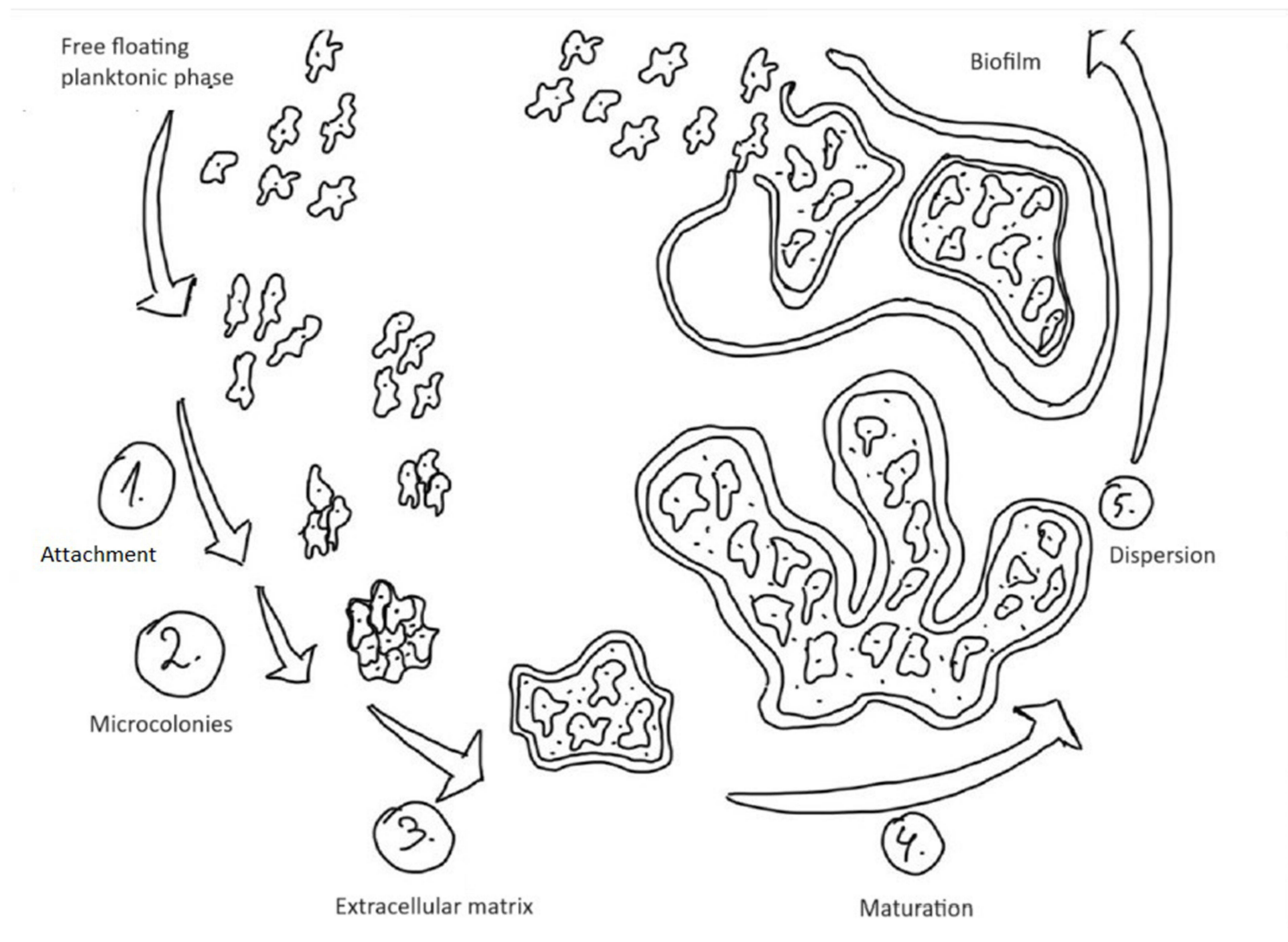 Free floating
planktonic phase
Biofilm
1.
Attachment
2.
Microcolonies
3.
Extracellular matrix
4.
Maturation
5.
Dispersion